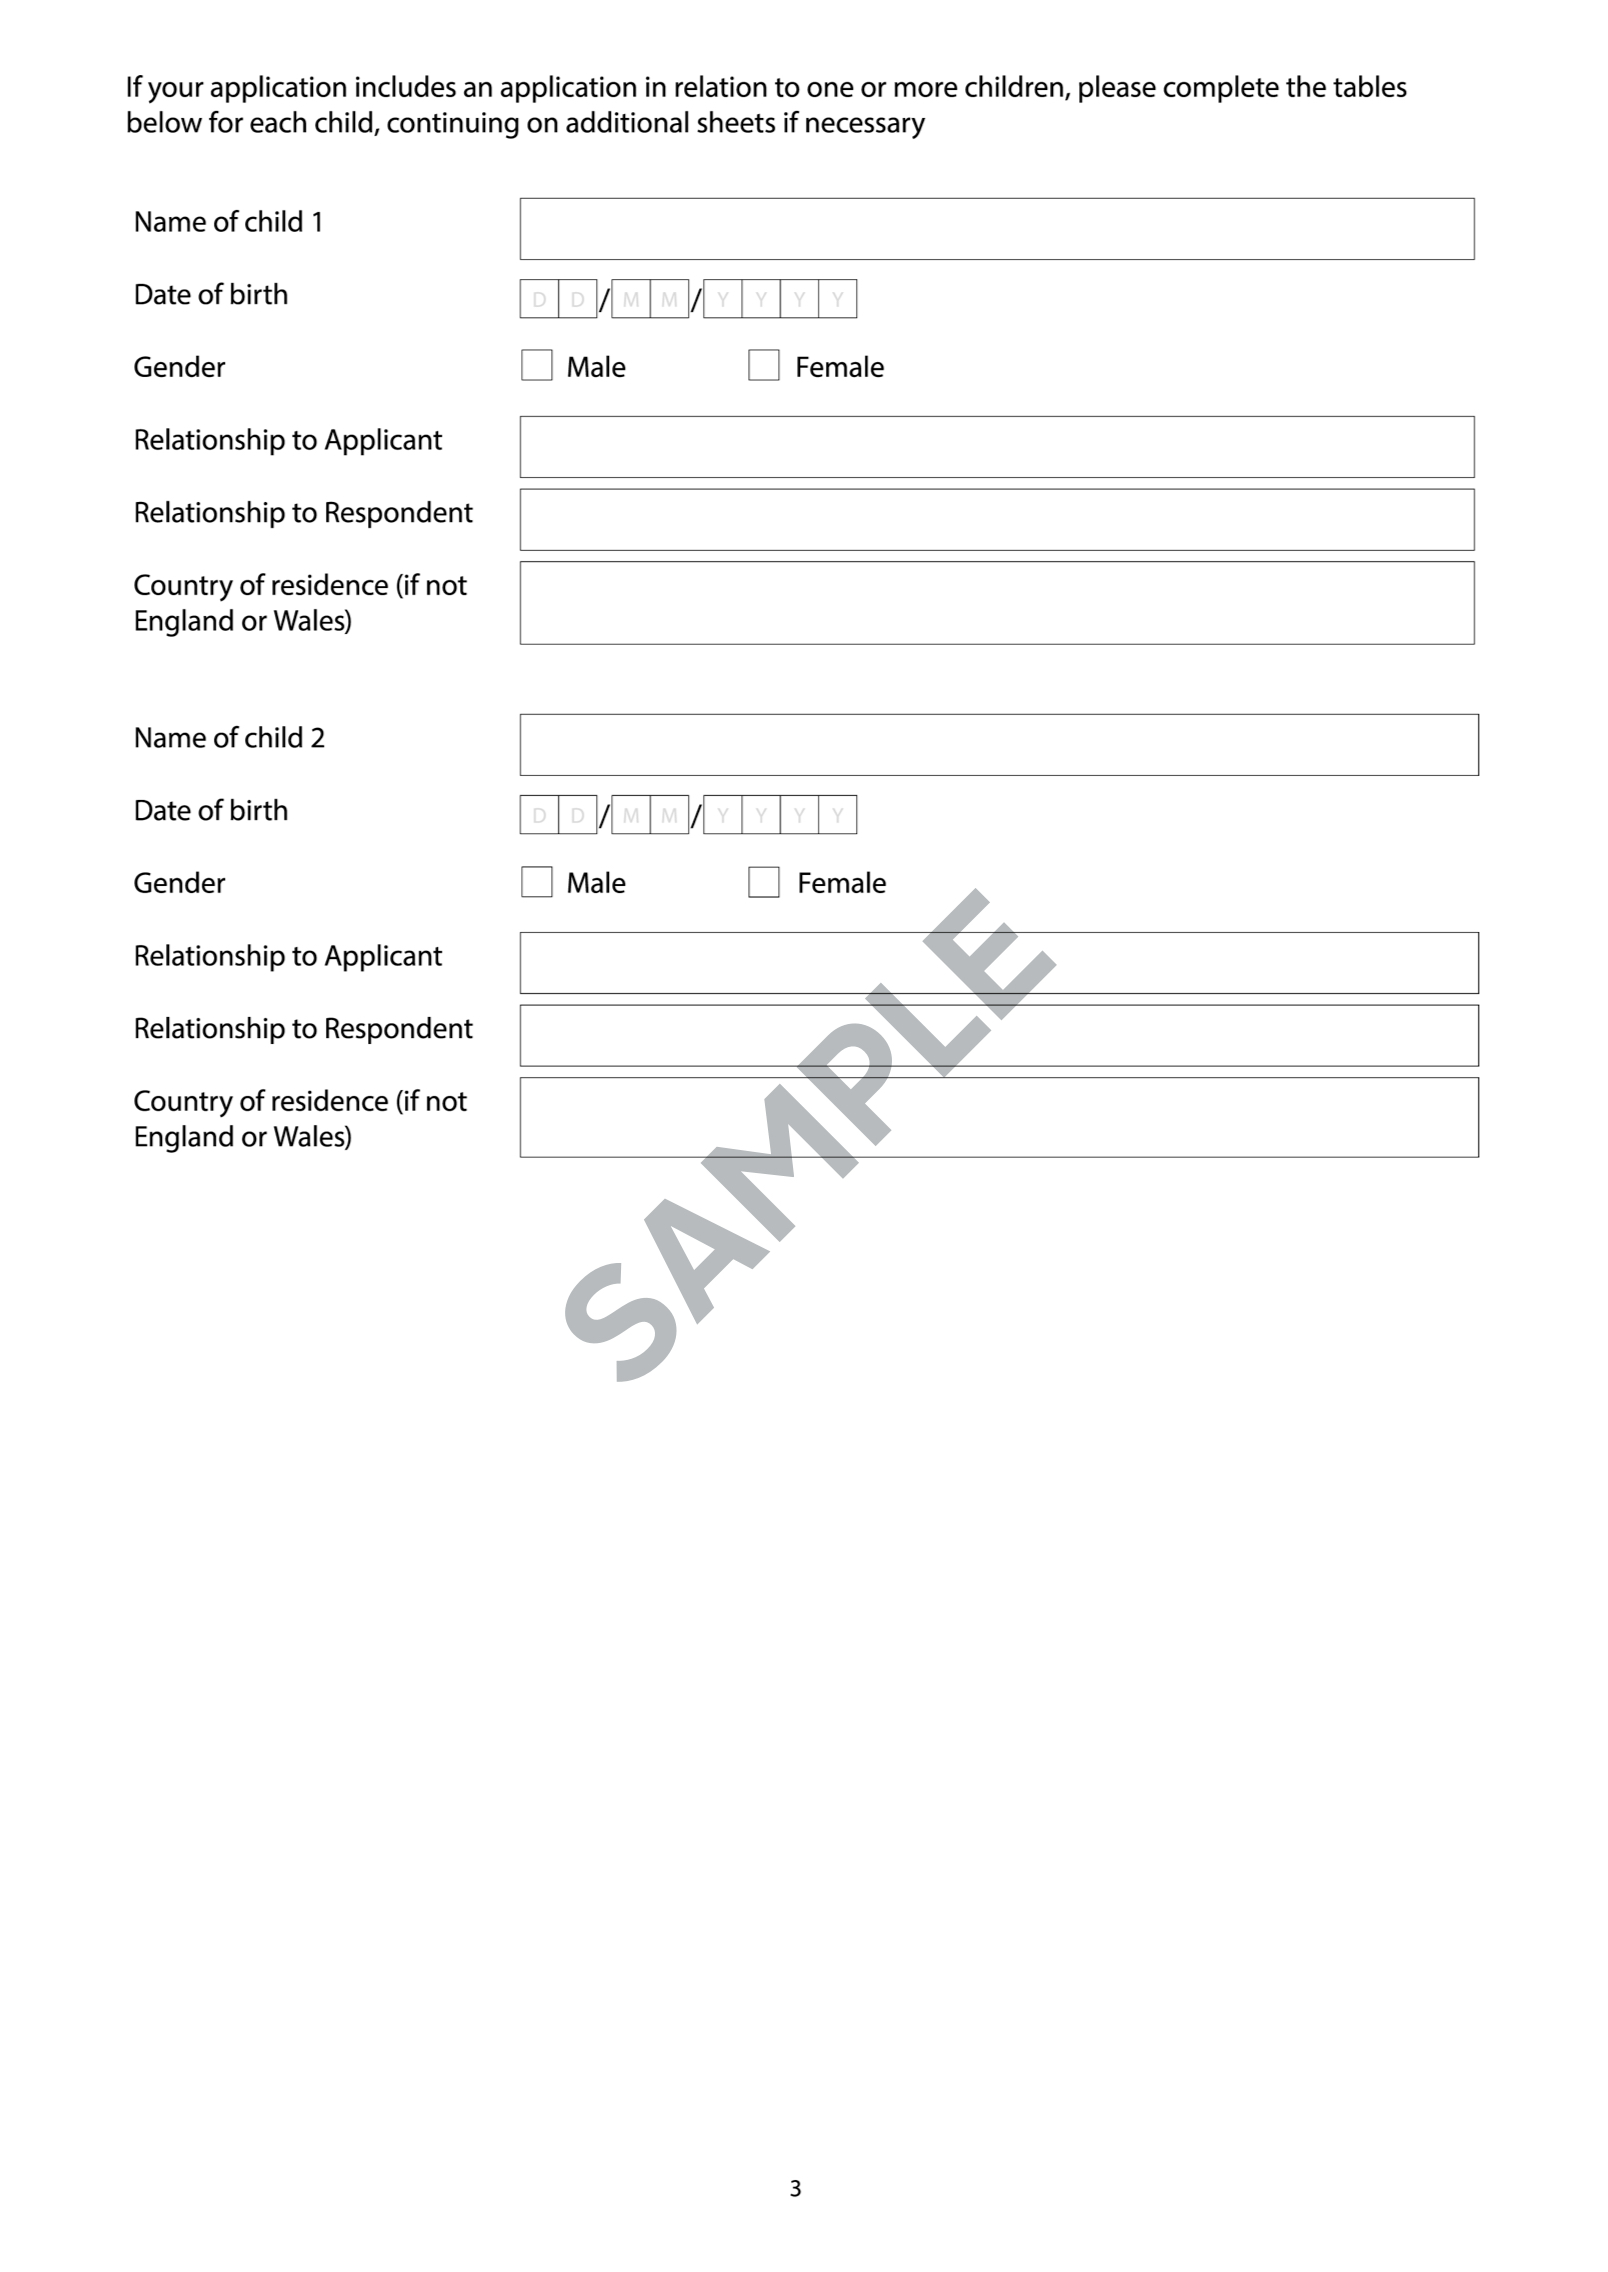 If your application includes an application in relation to one or more children, please complete the tables
below for each child, continuing on additional sheets if necessary
Name of child 1
Date of birth D D / M M / Y Y Y Y
Gender Male Female
Relationship to Applicant
Relationship to Respondent
Country of residence (if not
England or Wales)
Name of child 2
Date of birth D D / M M / Y Y Y Y
Gender Male Female
Relationship to Applicant
Relationship to Respondent
Country of residence (if not
England or Wales)
SAMPLE
3